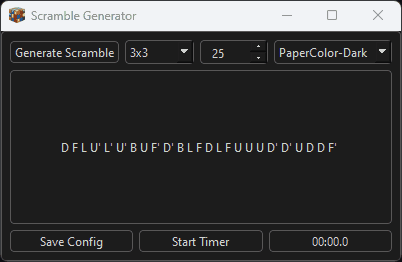 Scramble Generator
Generate Scramble 3x3 25 PaperColor-Dark
D F L U' L' U' B U F' D' B L F D L F U U U D' D' U D D F'
Save Config Start Timer 00:00.0